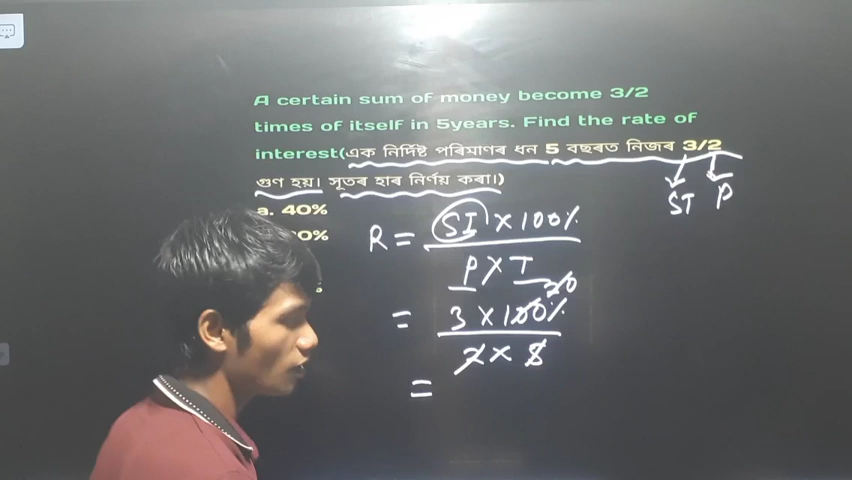 A certain sum of money become 3/2
times of itself in 5years. Find the rate of
interest(এক নিৰ্দিষ্ট পৰিমাণৰ ধন 5 বছৰত নিজৰ 3/2
গুণ হয়। সূতৰ হাৰ নিৰ্ণয় কৰা।)
ST P
a. 40%
0%
R = SI × 100%
P × T
20
= 3 × 100%
2 × 5
=